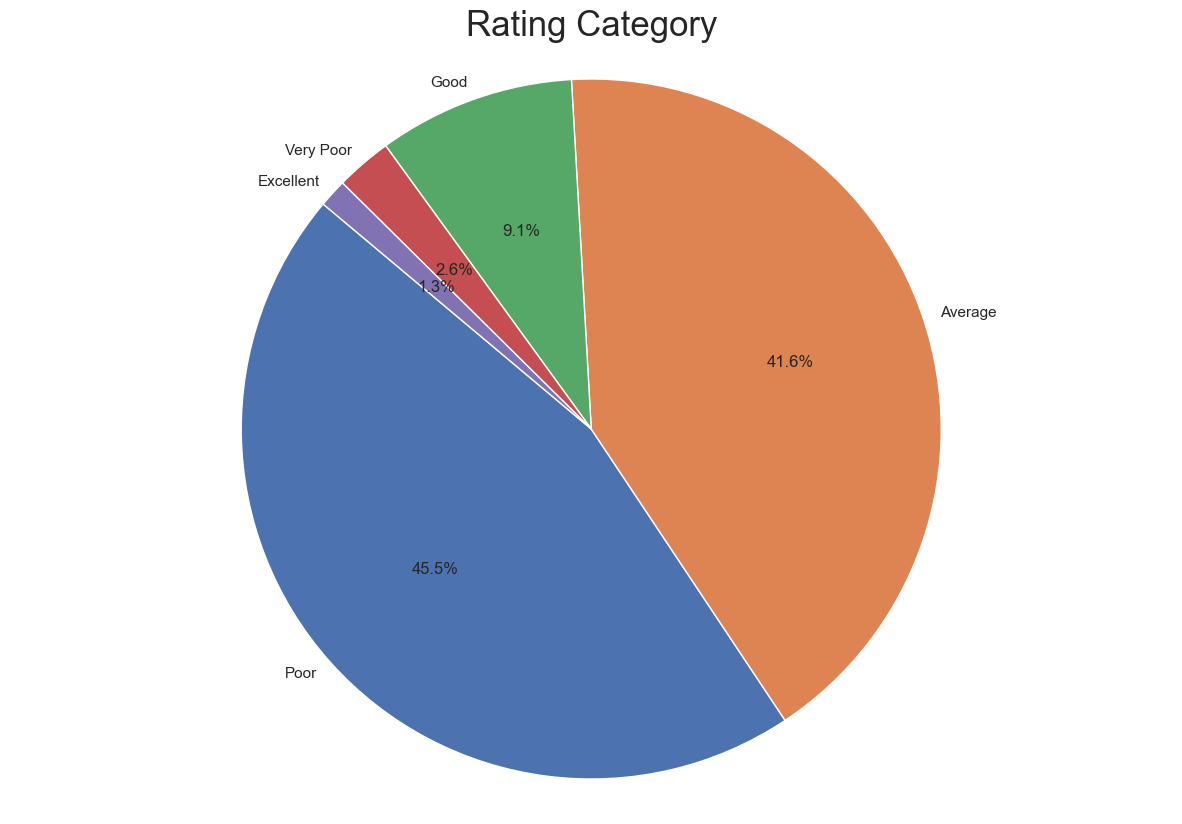 Rating Category
Good
Very Poor
Excellent
9.1%
2.6%
1.3%
Average
41.6%
45.5%
Poor